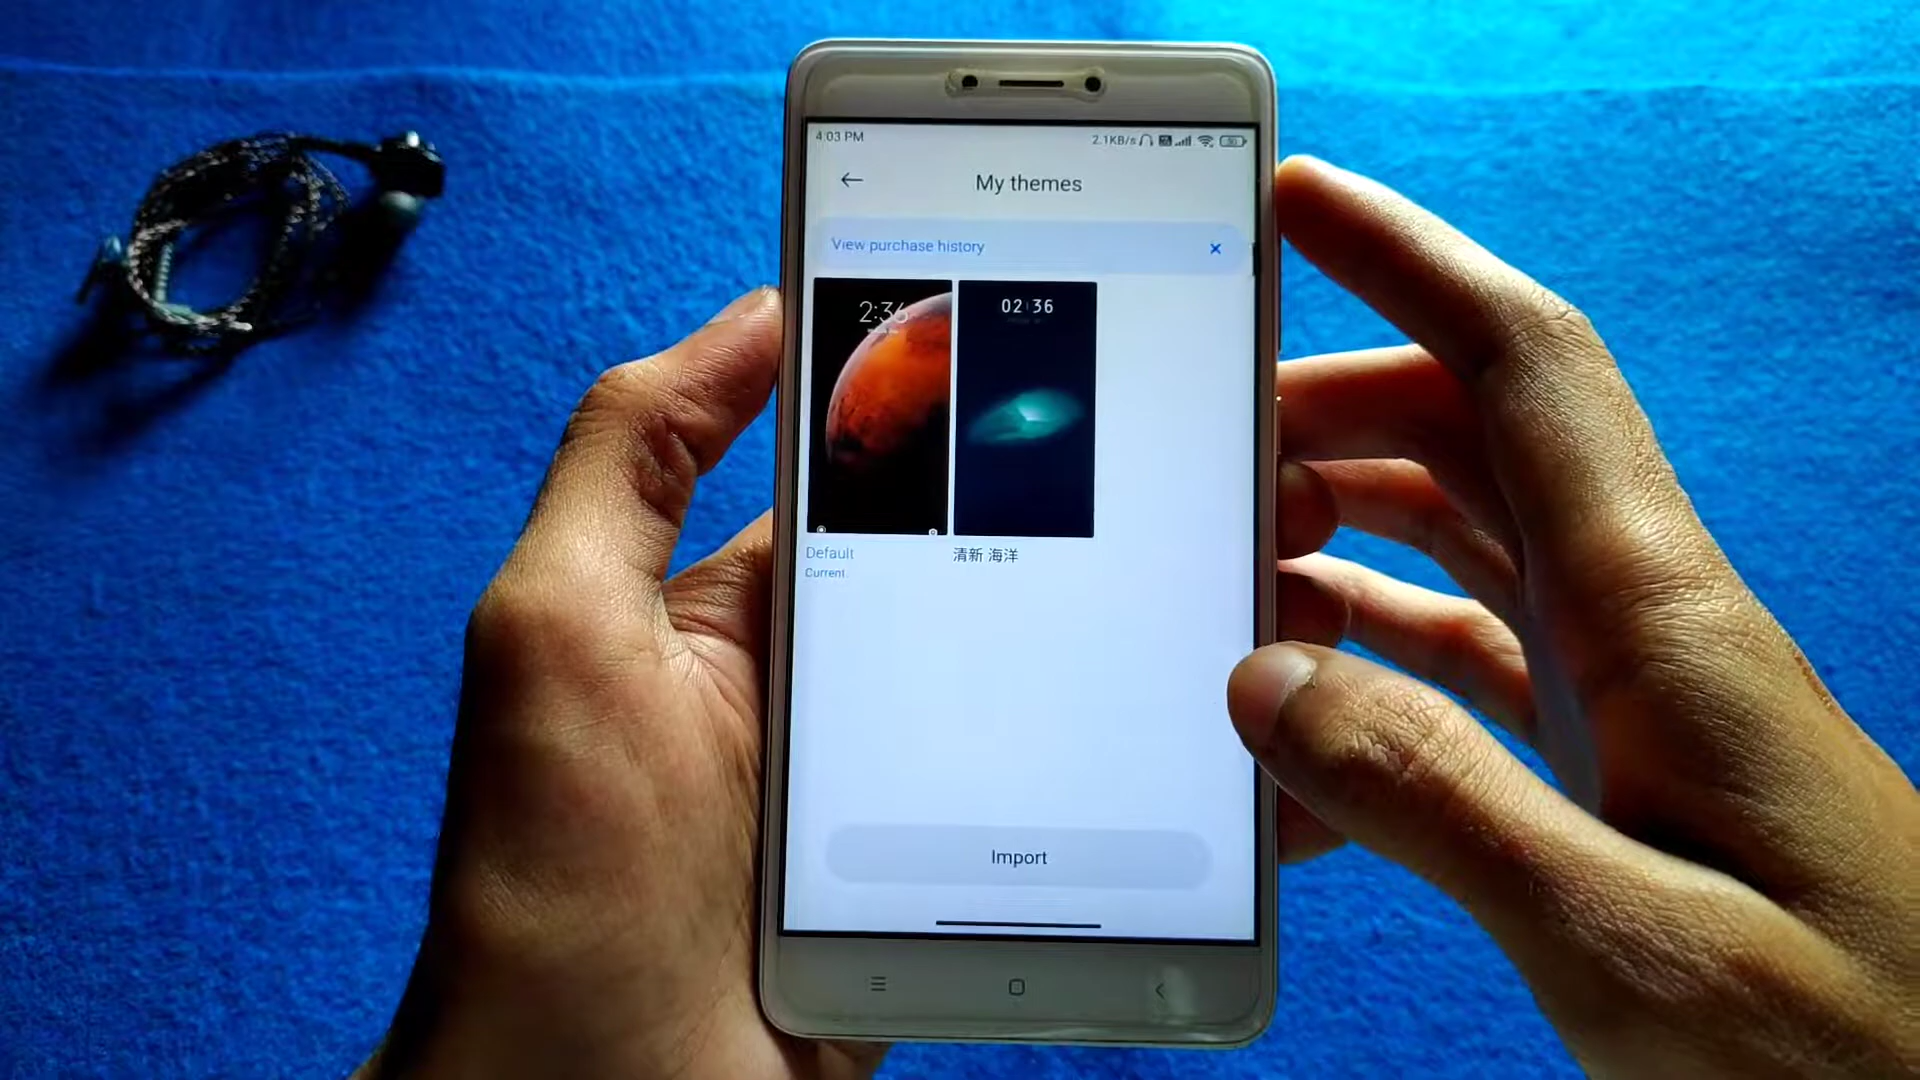 4:03 PM
2.1KB/s
My themes
View purchase history
2:36
02:36
Default
Current
清新 海洋
Import